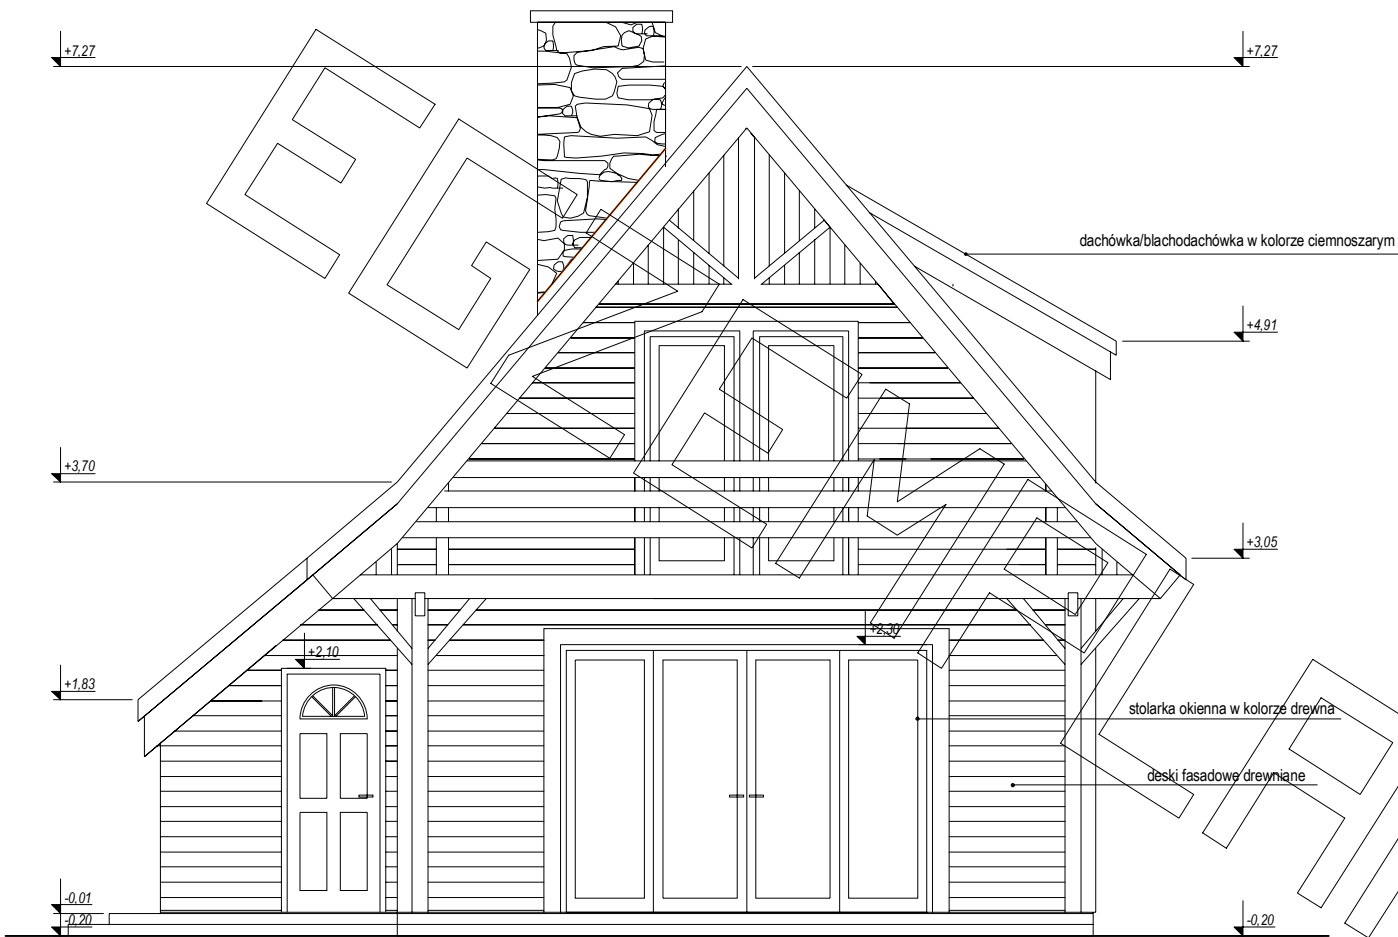 +7,27
+7,27
dachówka/blachodachówka w kolorze ciemnoszarym
+4,91
+3,70
+3,05
+2,30
+2,10
+1,83
stolarka okienna w kolorze drewna
deski fasadowe drewniane
-0,01
-0,20
-0,20
EGZEMPLA